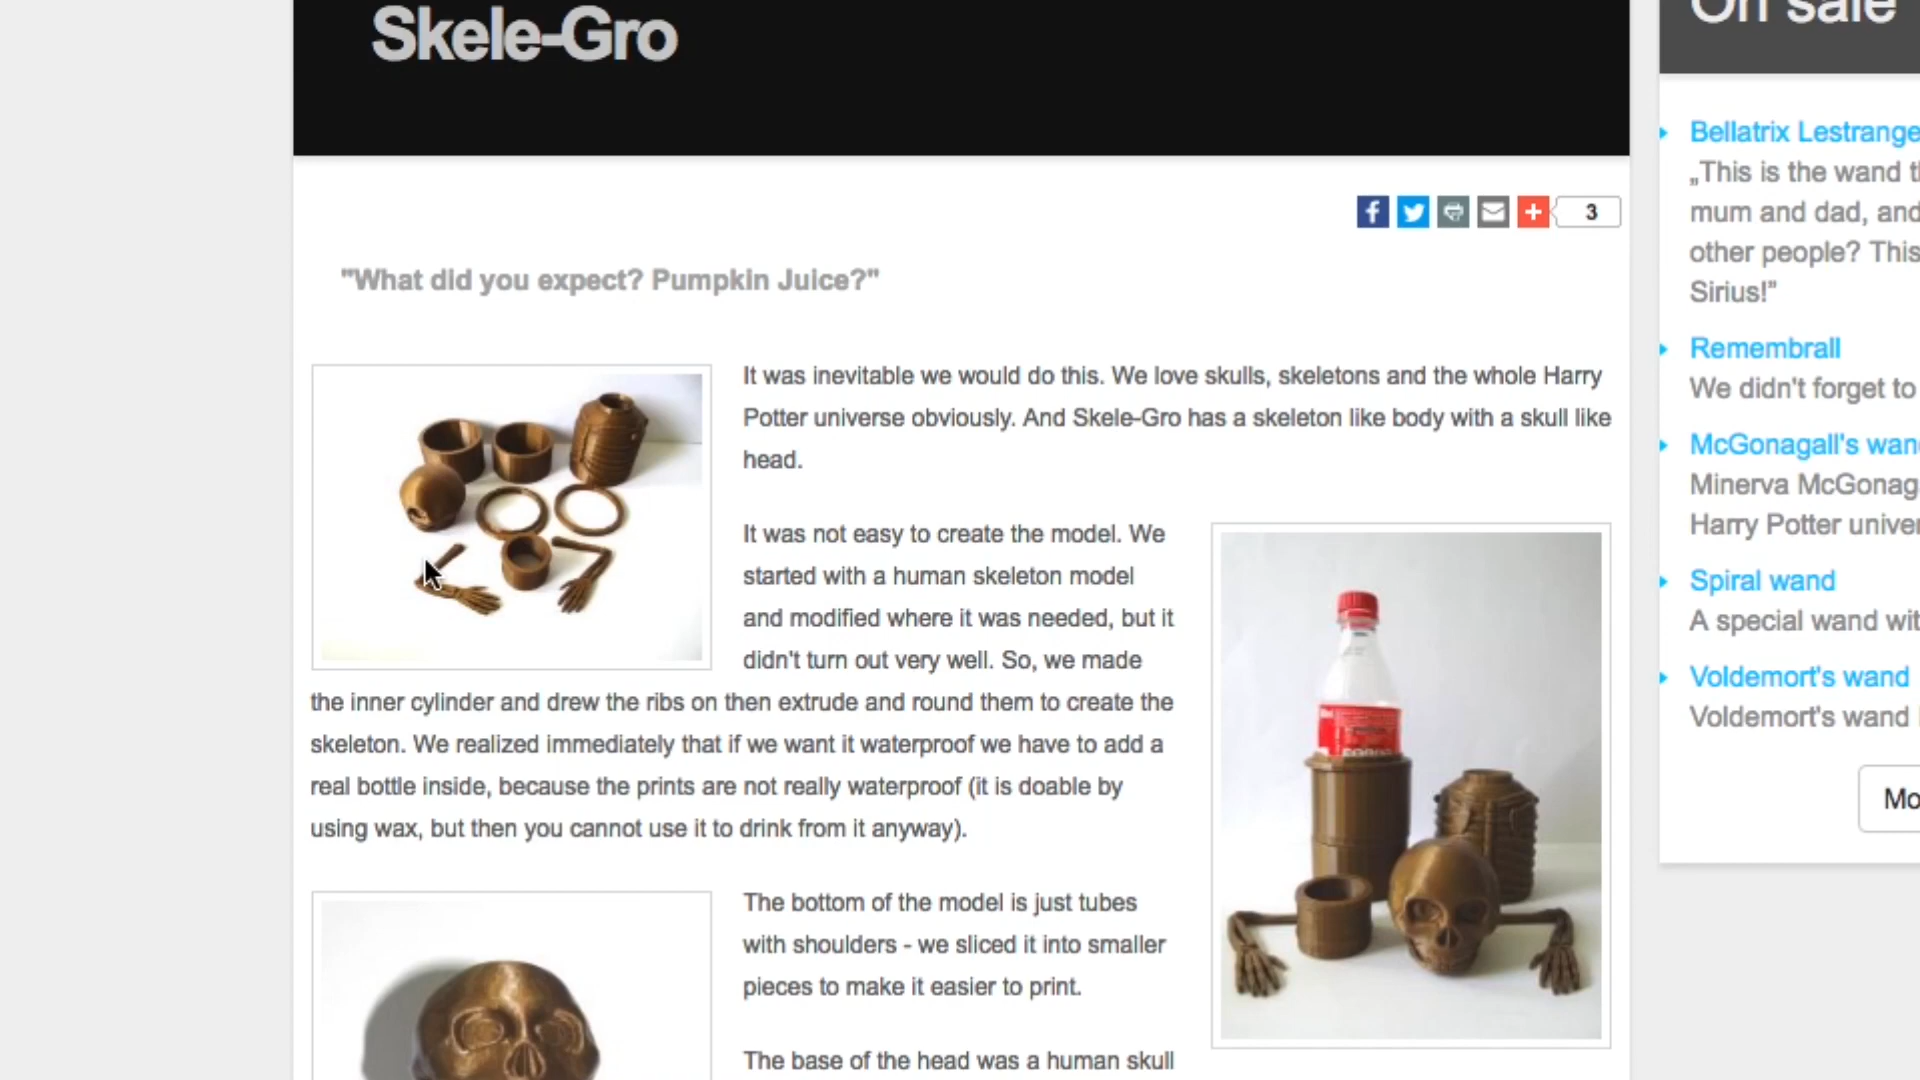 Skele-Gro
On sale
3
"What did you expect? Pumpkin Juice?"
It was inevitable we would do this. We love skulls, skeletons and the whole Harry
Potter universe obviously. And Skele-Gro has a skeleton like body with a skull like
head.
It was not easy to create the model. We
started with a human skeleton model
and modified where it was needed, but it
didn't turn out very well. So, we made
the inner cylinder and drew the ribs on then extrude and round them to create the
skeleton. We realized immediately that if we want it waterproof we have to add a
real bottle inside, because the prints are not really waterproof (it is doable by
using wax, but then you cannot use it to drink from it anyway).
The bottom of the model is just tubes
with shoulders - we sliced it into smaller
pieces to make it easier to print.
The base of the head was a human skull
Bellatrix Lestrange
„This is the wand
mum and dad, and
other people? This
Sirius!”
Remembrall
We didn't forget to
McGonagall's
Minerva
Harry Potter
Spiral wand
A special wand
Voldemort's wand
Voldemort's wand